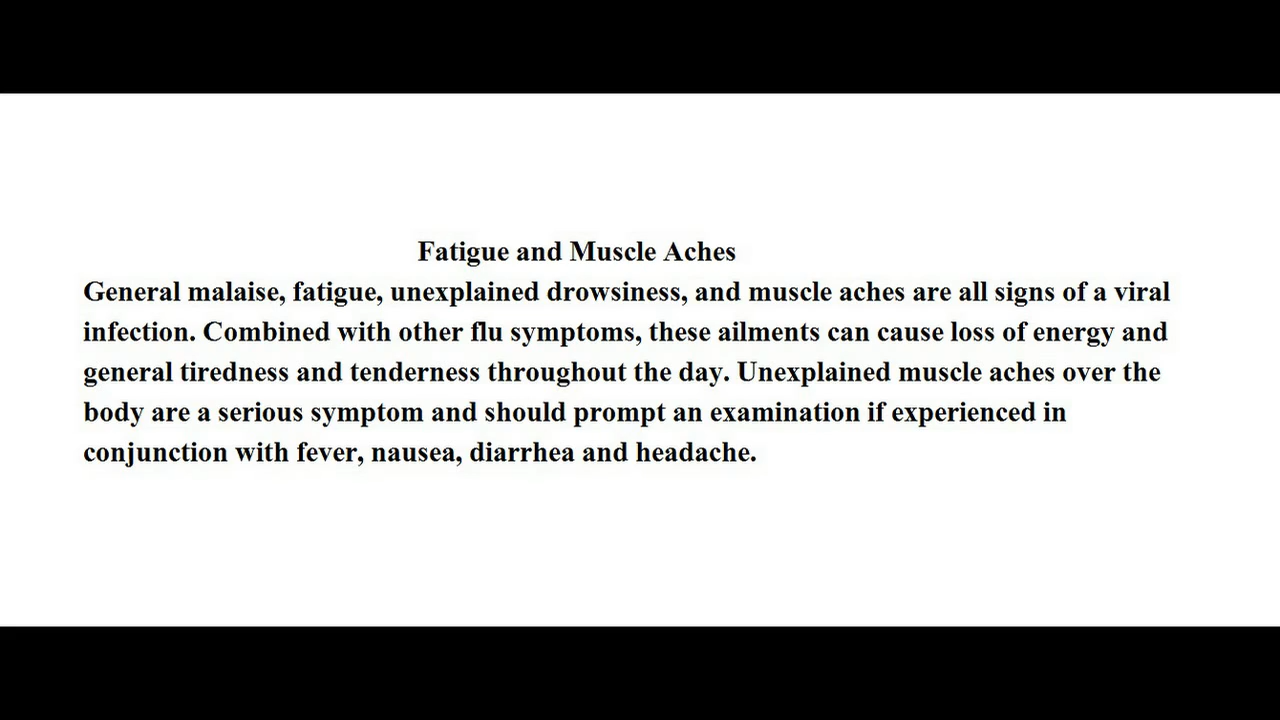 Fatigue and Muscle Aches
General malaise, fatigue, unexplained drowsiness, and muscle aches are all signs of a viral
infection. Combined with other flu symptoms, these ailments can cause loss of energy and
general tiredness and tenderness throughout the day. Unexplained muscle aches over the
body are a serious symptom and should prompt an examination if experienced in
conjunction with fever, nausea, diarrhea and headache.